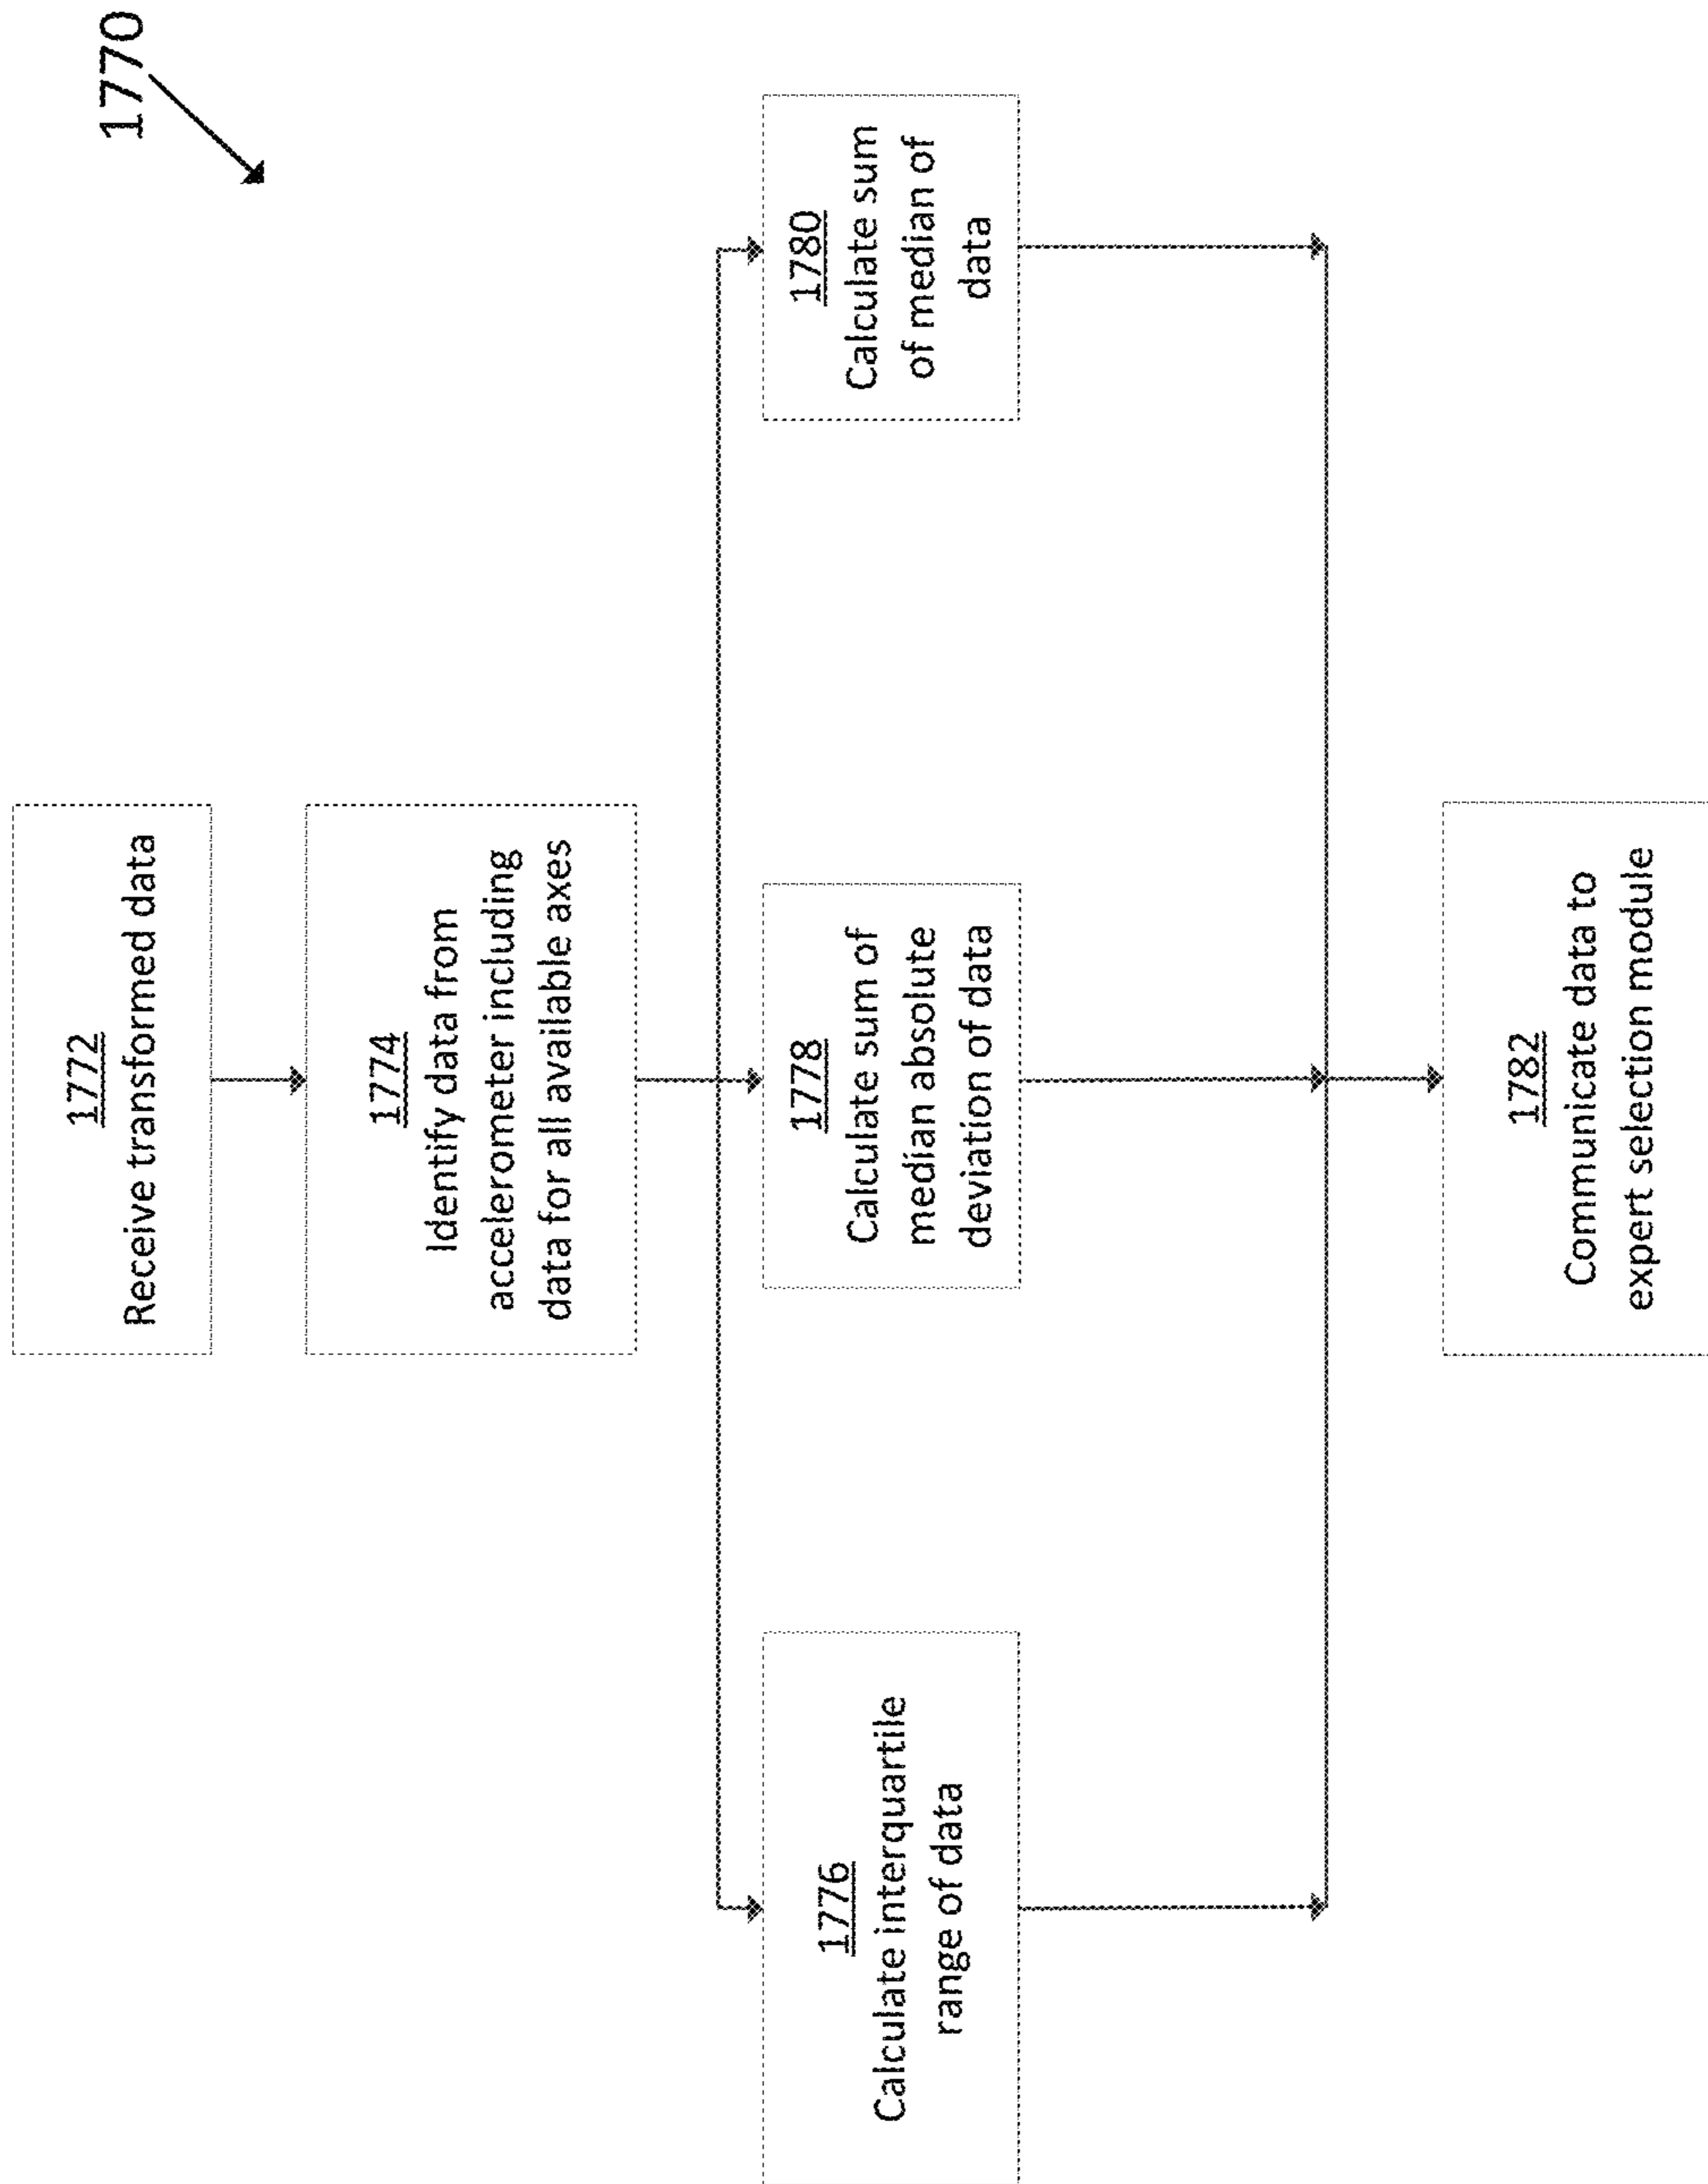 1770
1772
Receive transformed data
1774
Identify data from
accelerometer including
data for all available axes
1776
Calculate interquartile
range of data
1778
Calculate sum of
median absolute
deviation of data
1780
Calculate sum
of median of
data
1782
Communicate data to
expert selection module